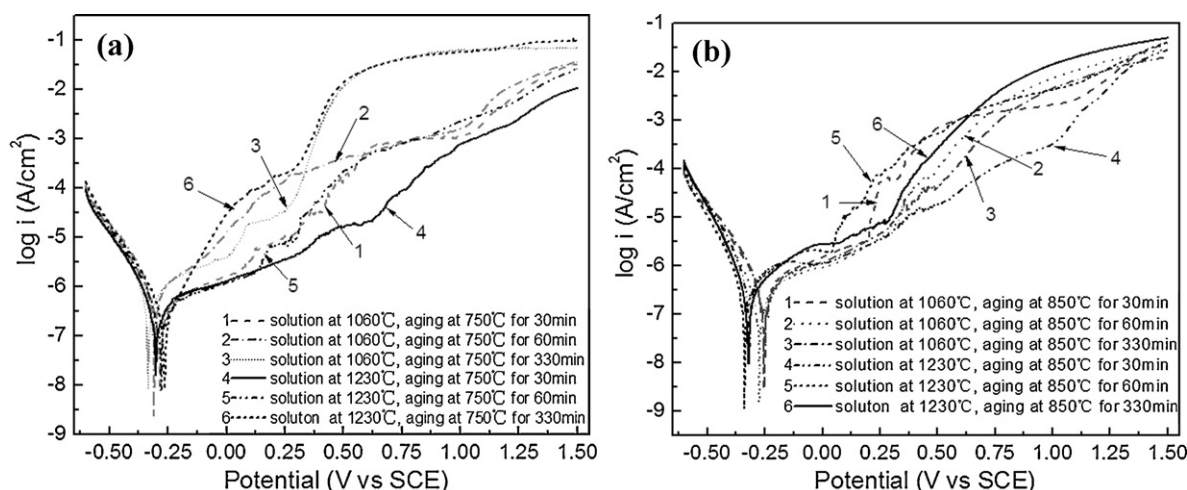 (a)
-1
-2
-3
-4
-5
-6
-7
-8
-9
log i (A/cm²)
2
3
6
1
4
5
1 solution at 1060℃, aging at 750℃ for 30min
2 solution at 1060℃, aging at 750℃ for 60min
3 solution at 1060℃, aging at 750℃ for 330min
4 solution at 1230℃, aging at 750℃ for 30min
5 solution at 1230℃, aging at 750℃ for 60min
6 soluton at 1230℃, aging at 750℃ for 330min
-0.50 -0.25 0.00 0.25 0.50 0.75 1.00 1.25 1.50
Potential (V vs SCE)
(b)
-1
-2
-3
-4
-5
-6
-7
-8
-9
log i (A/cm²)
6
5
2
4
1
3
1 solution at 1060℃, aging at 850℃ for 30min
2 solution at 1060℃, aging at 850℃ for 60min
3 solution at 1060℃, aging at 850℃ for 330min
4 solution at 1230℃, aging at 850℃ for 30min
5 solution at 1230℃, aging at 850℃ for 60min
6 soluton at 1230℃, aging at 850℃ for 330min
-0.50 -0.25 0.00 0.25 0.50 0.75 1.00 1.25 1.50
Potential (V vs SCE)